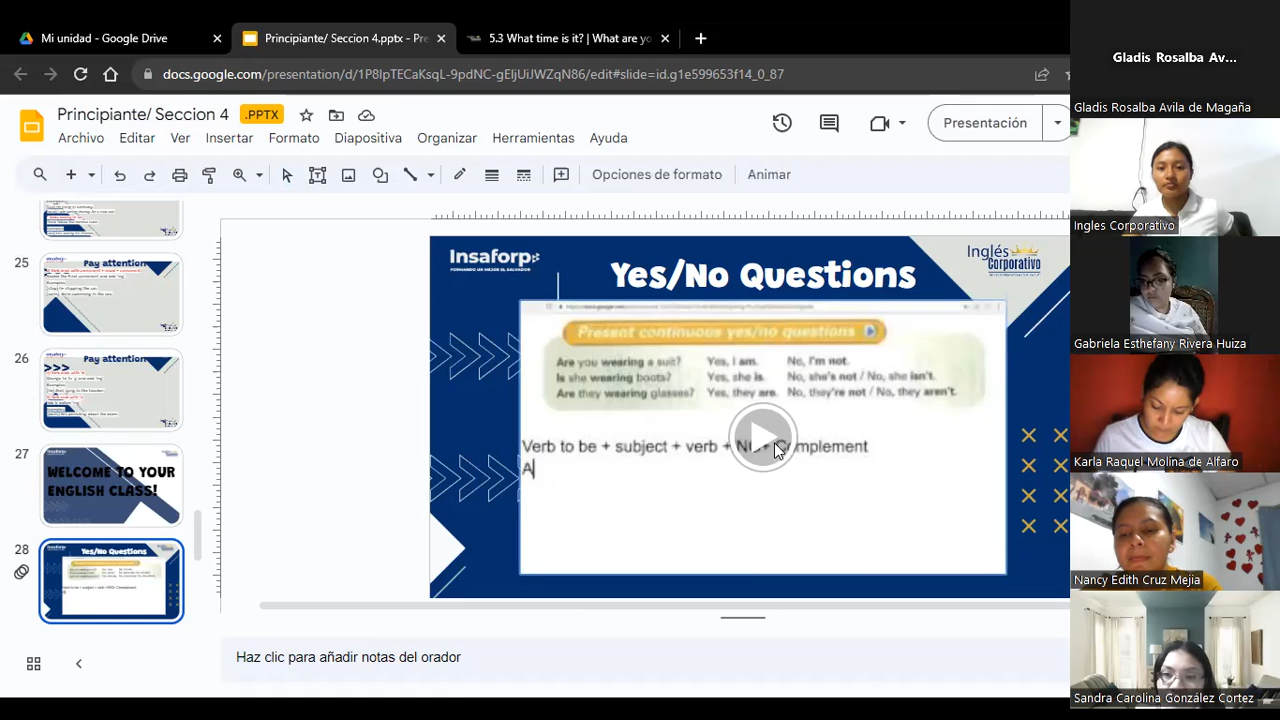 Mi unidad - Google Drive
Principiante/ Seccion 4.pptx - Pre
5.3 What time is it? | What are yo
docs.google.com/presentation/d/1P8lpTECaKsqL-9pdNC-gEljUiJWZqN86/edit#slide=id.g1e599653f14_0_87
Principiante/ Seccion 4
.PPTX
Archivo
Editar
Ver
Insertar
Formato
Diapositiva
Organizar
Herramientas
Ayuda
Presentación
Opciones de formato
Animar
25
Pay attention
26
Pay attention
27
WELCOME TO YOUR
ENGLISH CLASS!
28
Yes/No Questions
Insaforp
FORMANDO UN MEJOR EL SALVADOR
Inglés
Corporativo
Yes/No Questions
Present continuous yes/no questions
Are you wearing a suit? Yes, I am. No, I'm not.
Is she wearing boots? Yes, she is. No, she's not / No, she isn't.
Are they wearing glasses? Yes, they are. No, they're not / No, they aren't.
Verb to be + subject + verb + + Complement
A
Haz clic para añadir notas del orador
Gladis Rosalba Av...
Gladis Rosalba Avila de Magaña
Ingles Corporativo
Gabriela Esthefany Rivera Huiza
Karla Raquel Molina de Alfaro
Nancy Edith Cruz Mejia
Sandra Carolina González Cortez